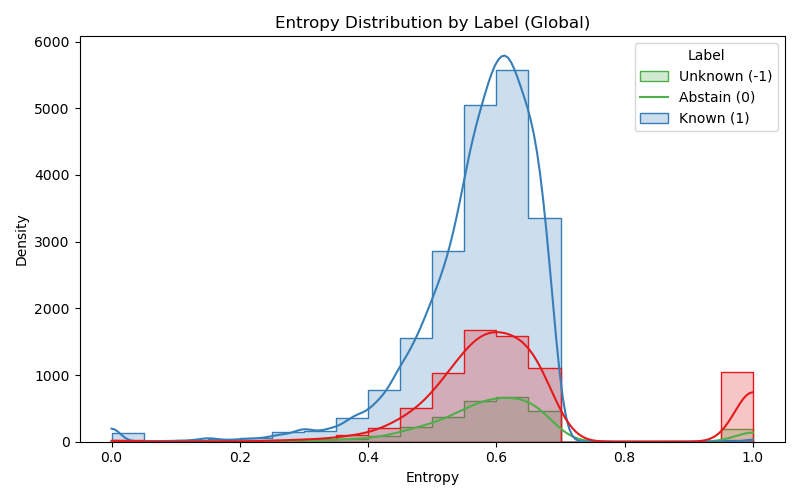 Entropy Distribution by Label (Global)
Density
6000
5000
4000
3000
2000
1000
0
Label
Unknown (-1)
Abstain (0)
Known (1)
0.0 0.2 0.4 0.6 0.8 1.0
Entropy